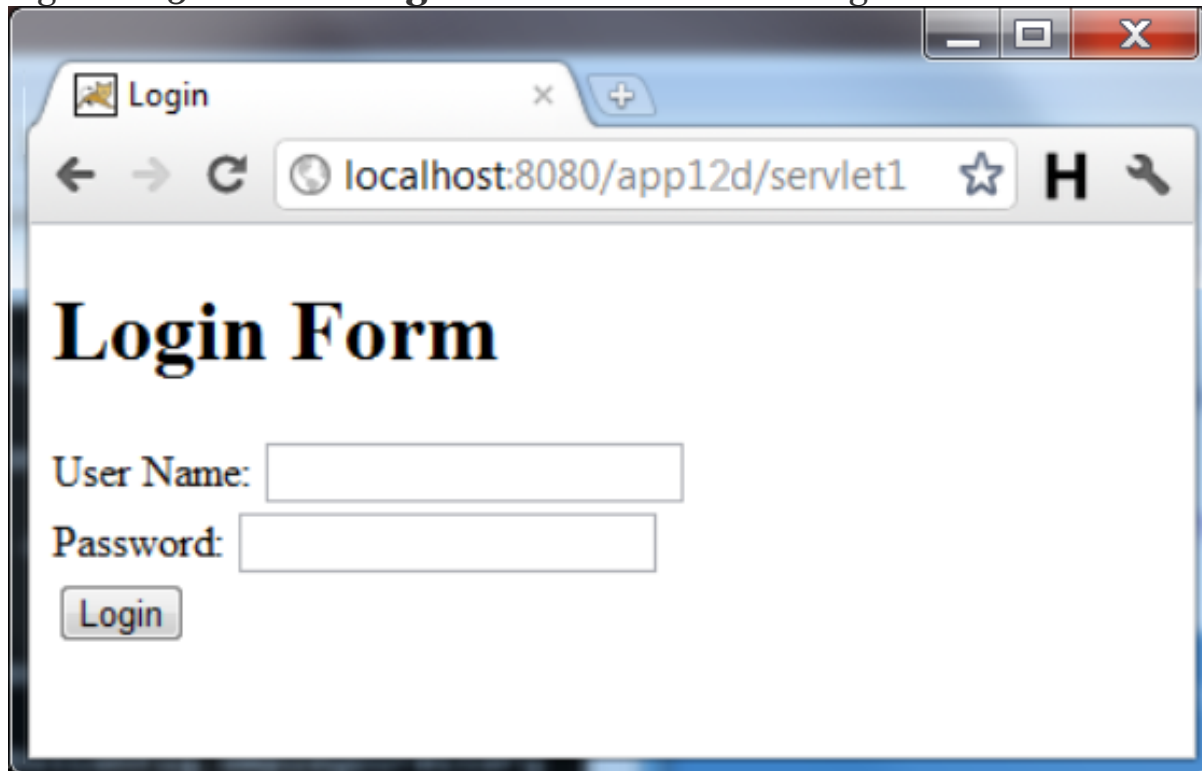 Login
localhost:8080/app12d/servlet1
H
Login Form
User Name:
Password:
Login